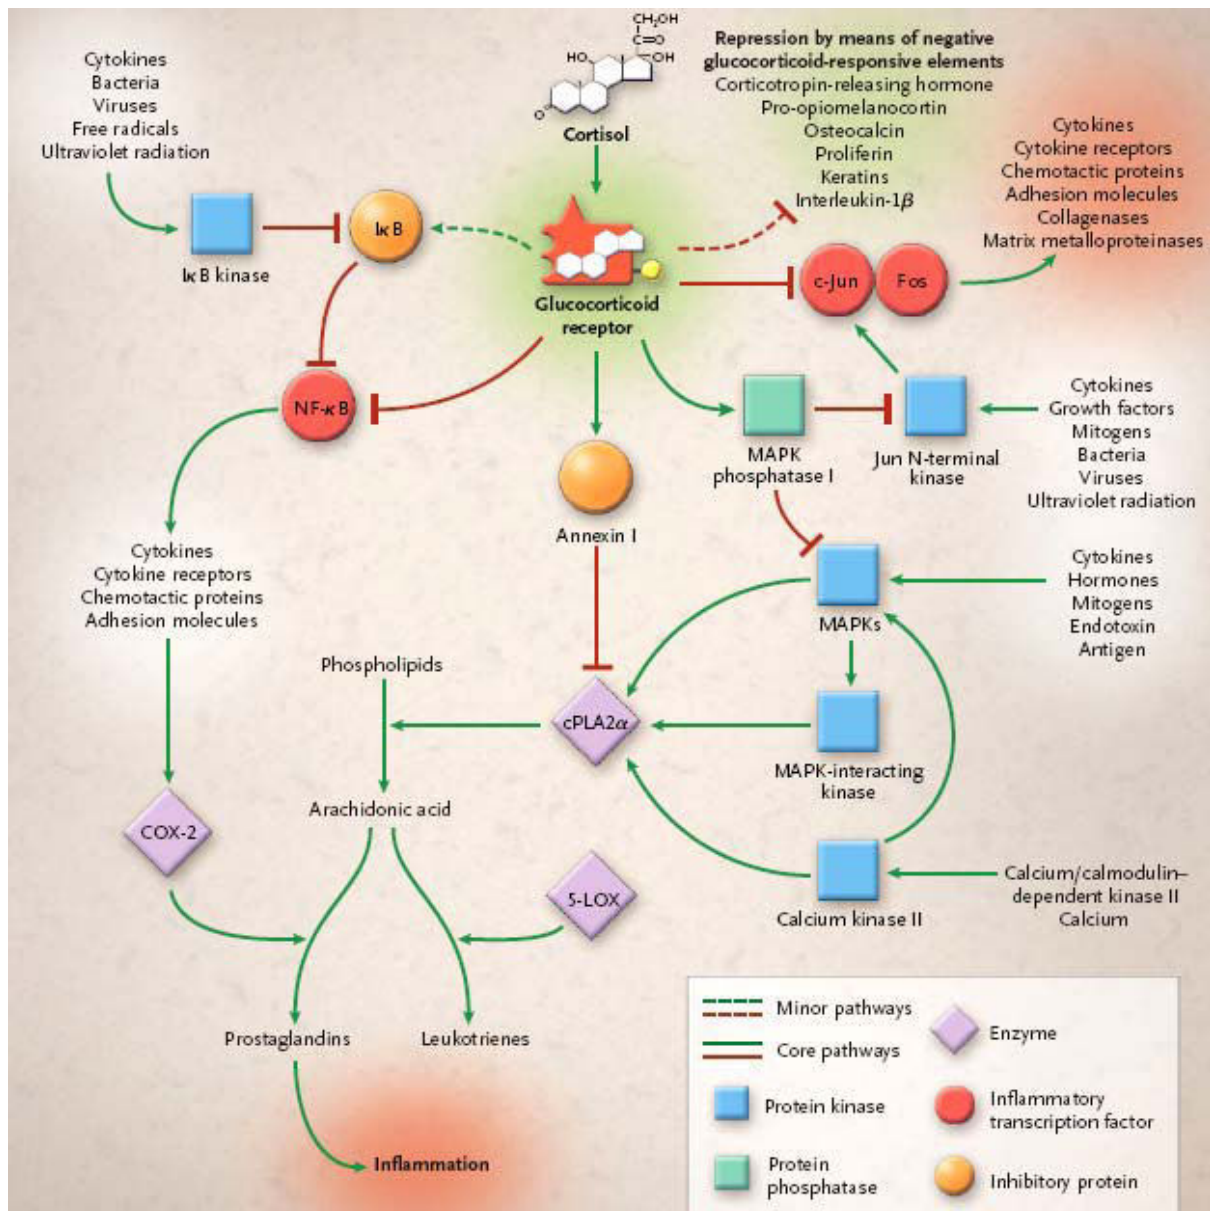 CH₂OH
C=O
HO
OH
O
Cortisol
Cytokines
Bacteria
Viruses
Free radicals
Ultraviolet radiation
IκB kinase
IκB
Glucocorticoid
receptor
Repression by means of negative
glucocorticoid-responsive elements
Corticotropin-releasing hormone
Pro-opiomelanocortin
Osteocalcin
Proliferin
Keratins
Interleukin-1β
Cytokines
Cytokine receptors
Chemotactic proteins
Adhesion molecules
Collagenases
Matrix metalloproteinases
c-Jun
Fos
NF-κB
MAPK
phosphatase I
Jun N-terminal
kinase
Cytokines
Growth factors
Mitogens
Bacteria
Viruses
Ultraviolet radiation
Annexin I
Cytokines
Cytokine receptors
Chemotactic proteins
Adhesion molecules
MAPKs
Cytokines
Hormones
Mitogens
Endotoxin
Antigen
Phospholipids
cPLA2α
MAPK-interacting
kinase
Arachidonic acid
COX-2
5-LOX
Calcium kinase II
Calcium/calmodulin–
dependent kinase II
Calcium
Prostaglandins
Leukotrienes
Inflammation
Minor pathways
Core pathways
Protein kinase
Protein
phosphatase
Enzyme
Inflammatory
transcription factor
Inhibitory protein